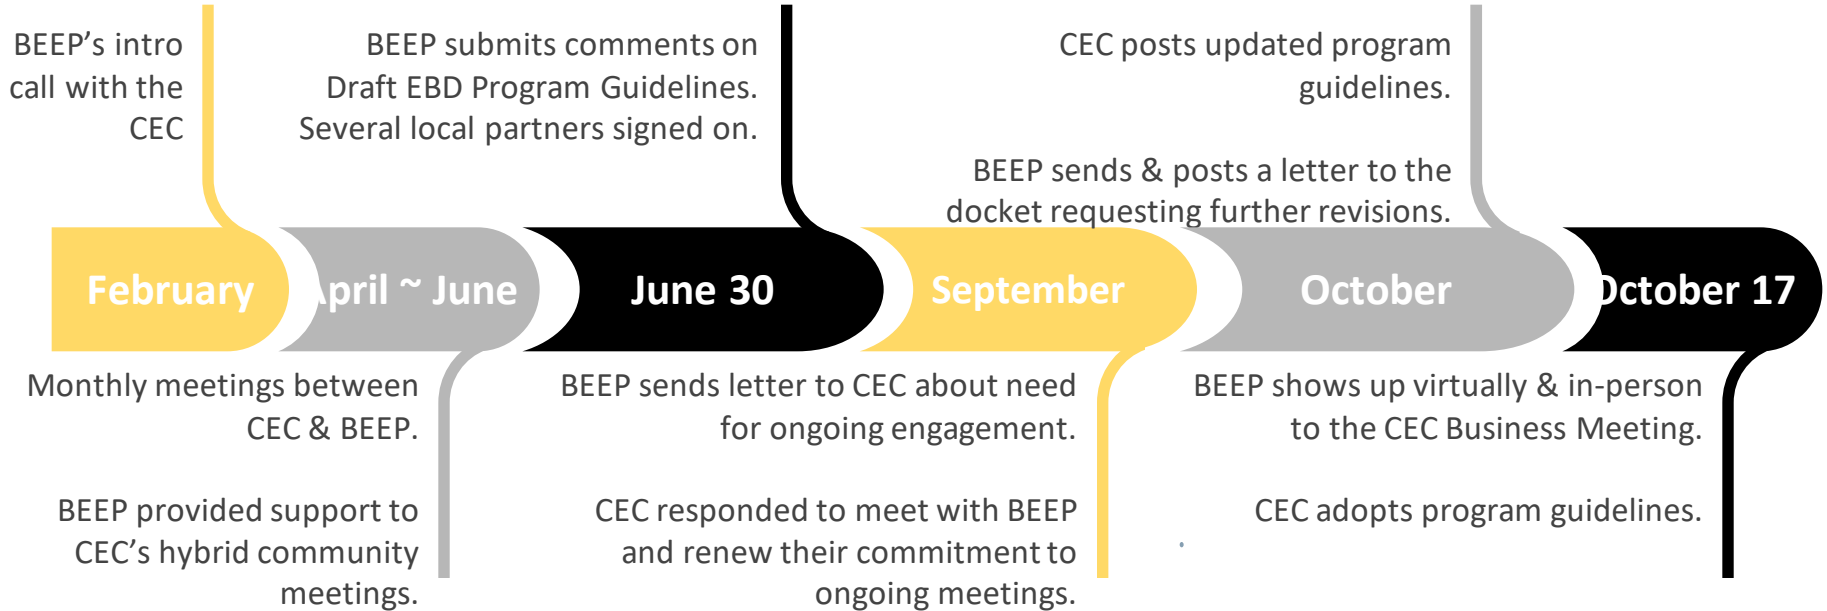 BEEP’s intro
call with the
CEC
BEEP submits comments on
Draft EBD Program Guidelines.
Several local partners signed on.
CEC posts updated program
guidelines.
BEEP sends & posts a letter to the
docket requesting further revisions.
February
April ~ June
June 30
September
October
October 17
Monthly meetings between
CEC & BEEP.
BEEP provided support to
CEC’s hybrid community
meetings.
BEEP sends letter to CEC about need
for ongoing engagement.
CEC responded to meet with BEEP
and renew their commitment to
ongoing meetings.
BEEP shows up virtually & in-person
to the CEC Business Meeting.
CEC adopts program guidelines.